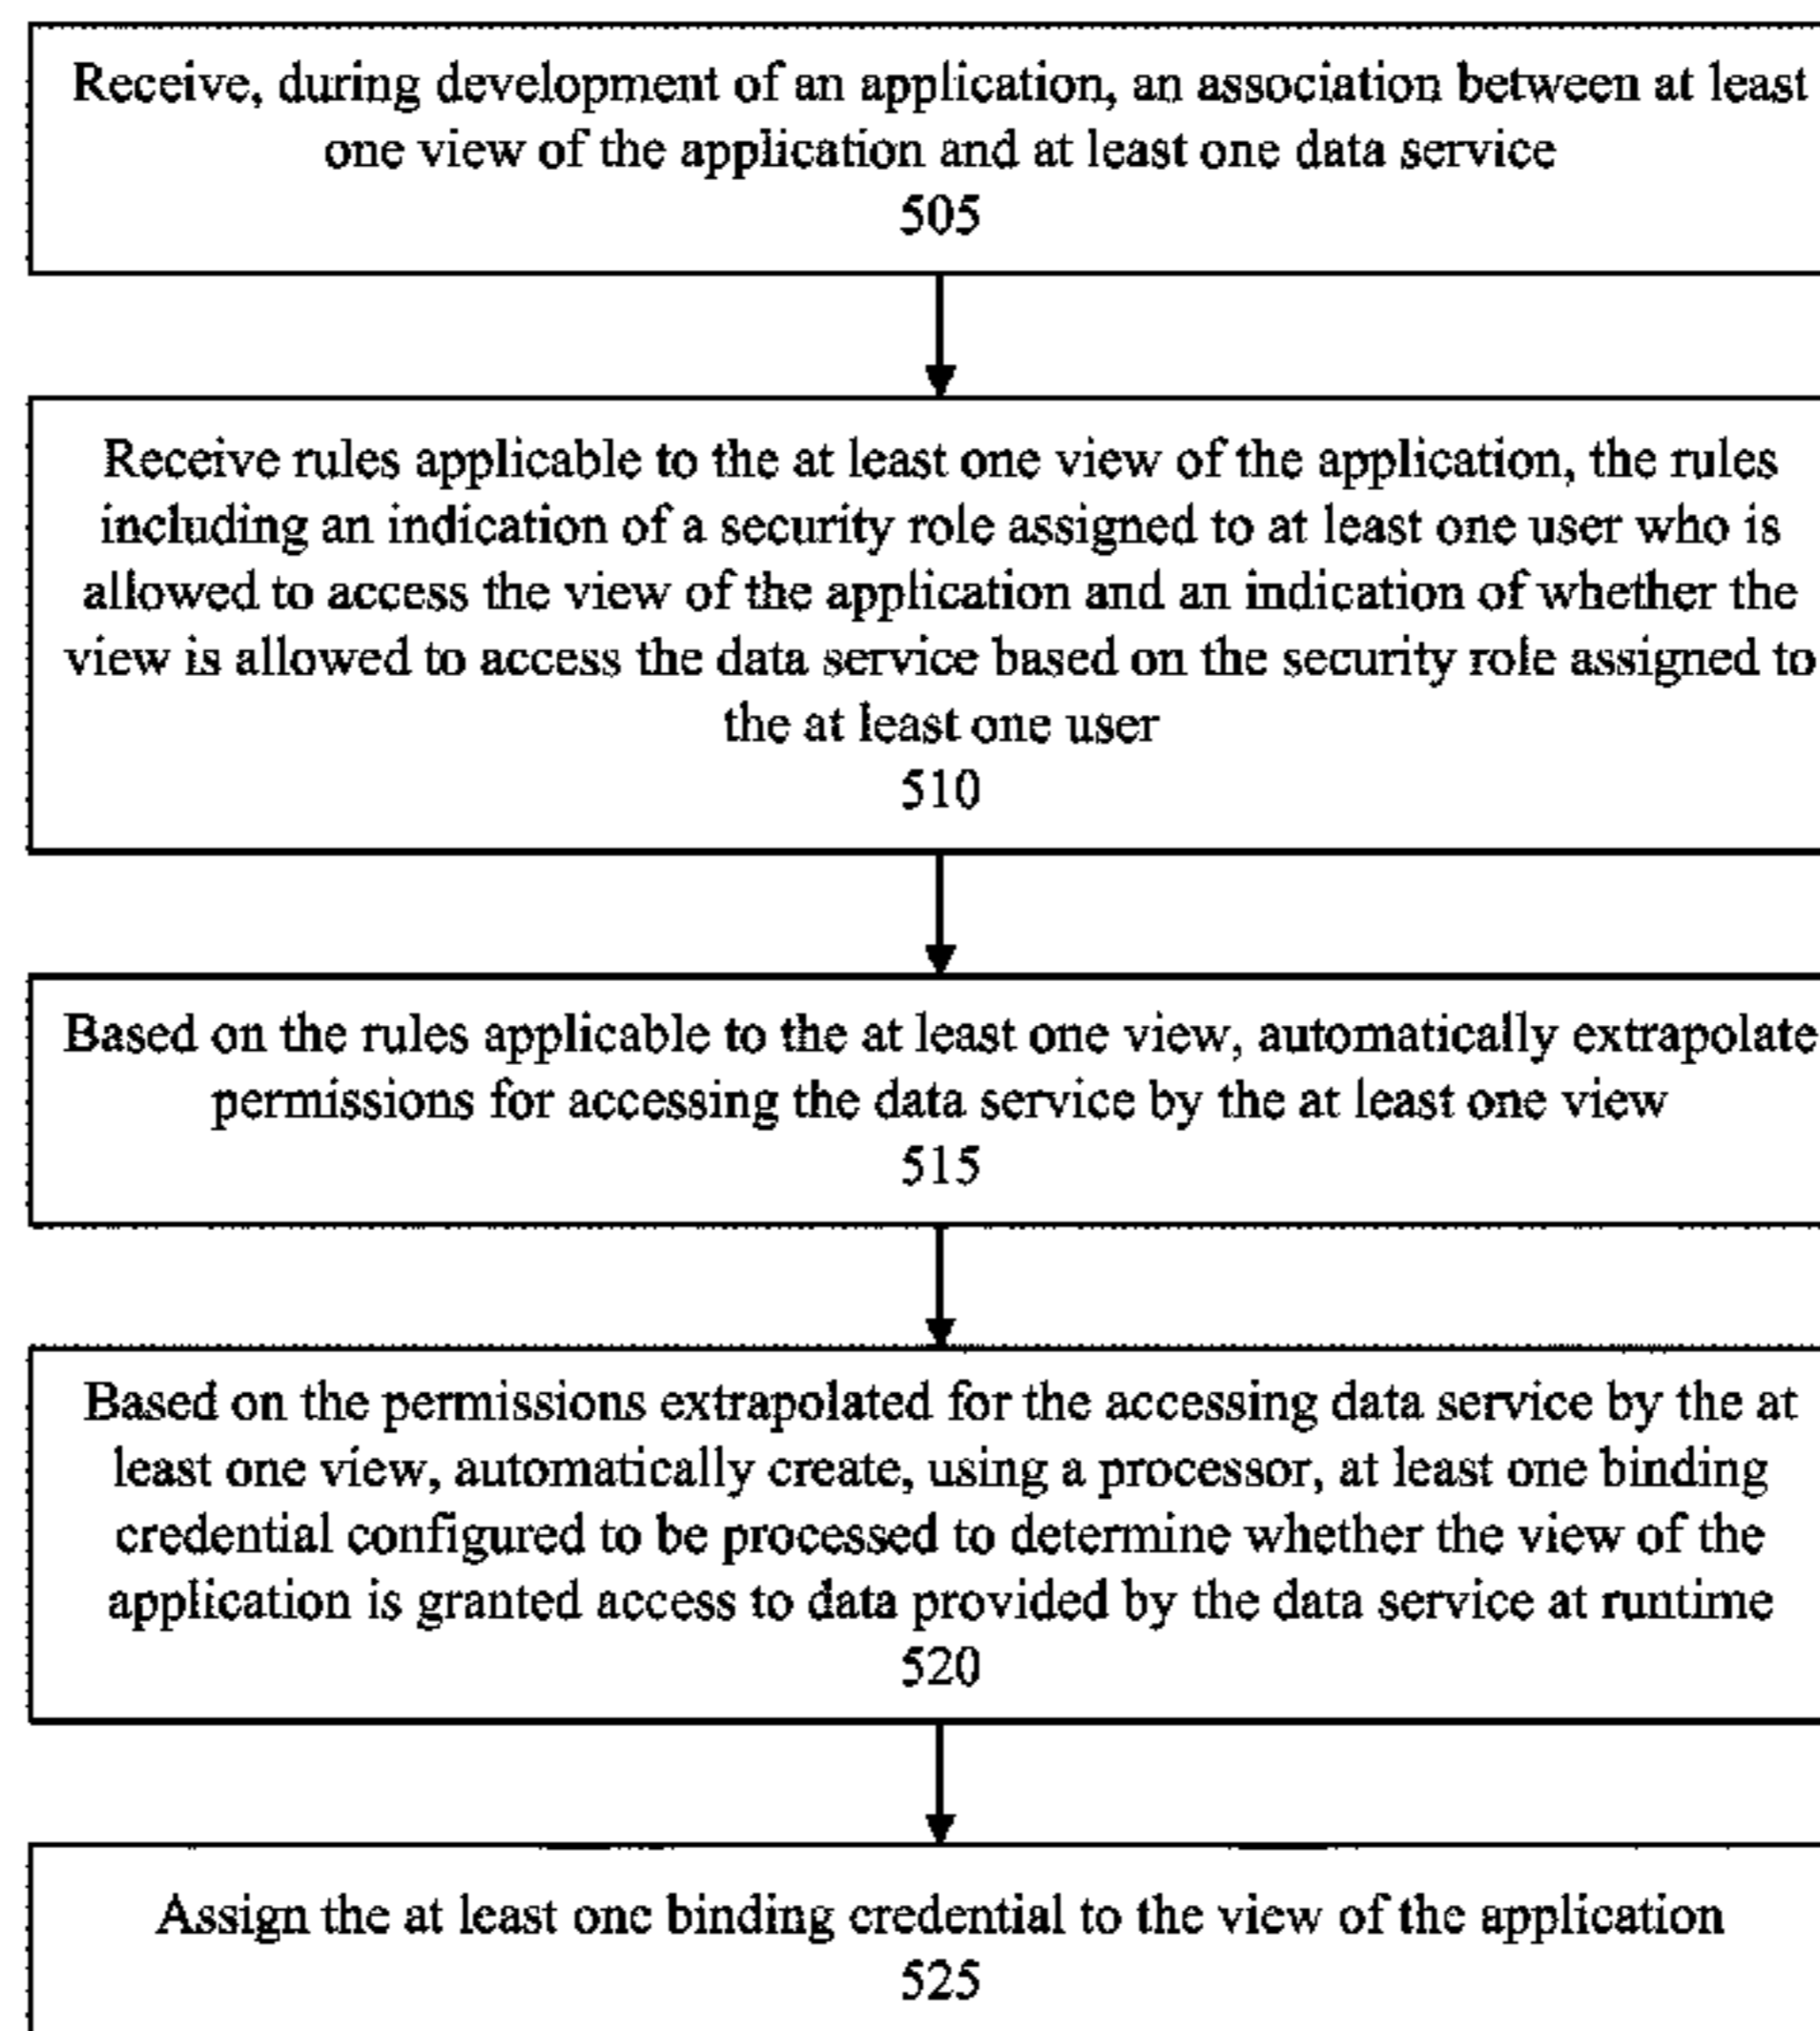 Receive, during development of an application, an association between at least
one view of the application and at least one data service
505
Receive rules applicable to the at least one view of the application, the rules
including an indication of a security role assigned to at least one user who is
allowed to access the view of the application and an indication of whether the
view is allowed to access the data service based on the security role assigned to
the at least one user
510
Based on the rules applicable to the at least one view, automatically extrapolate
permissions for accessing the data service by the at least one view
515
Based on the permissions extrapolated for the accessing data service by the at
least one view, automatically create, using a processor, at least one binding
credential configured to be processed to determine whether the view of the
application is granted access to data provided by the data service at runtime
520
Assign the at least one binding credential to the view of the application
525